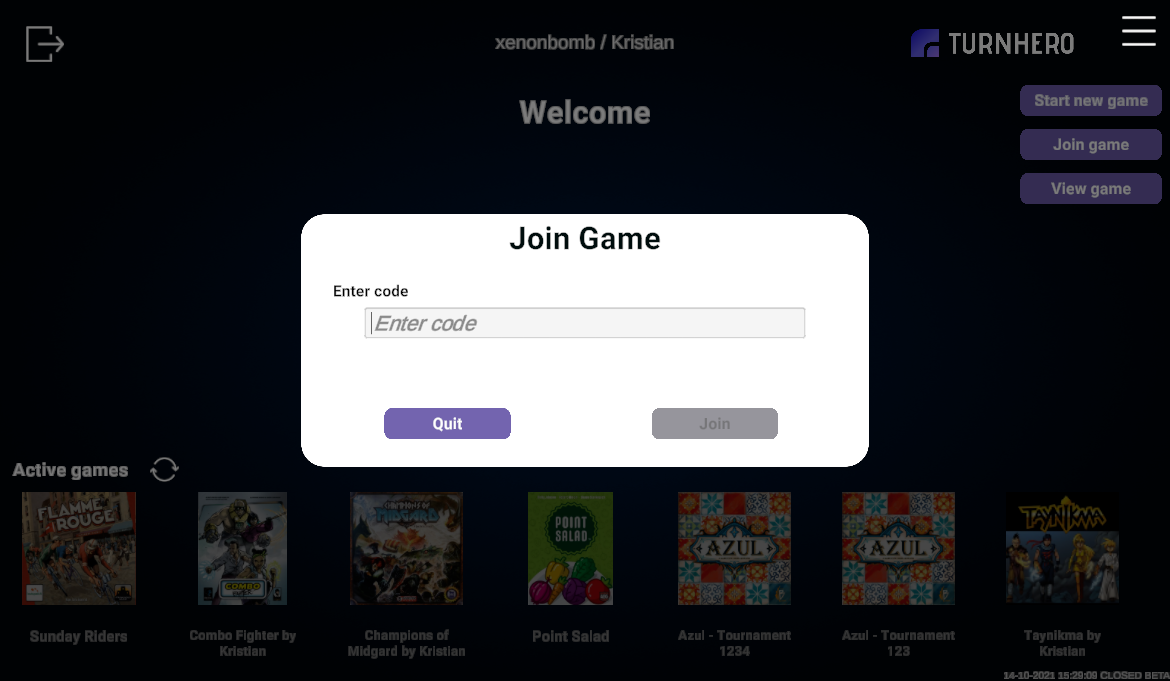 xenonbomb / Kristian
TURNHERO
Welcome
Start new game
Join game
View game
Join Game
Enter code
Enter code
Quit
Join
Active games
FLAMME
ROUGE
COMBO
CHAMPIONS OF
MIDGARD
POINT
SALAD
AZUL
AZUL
TAYNIKMA
Sunday Riders
Combo Fighter by
Kristian
Champions of
Midgard by Kristian
Point Salad
Azul - Tournament
1234
Azul - Tournament
123
Taynikma by
Kristian
14-10-2021 15:29:09 CLOSED BETA